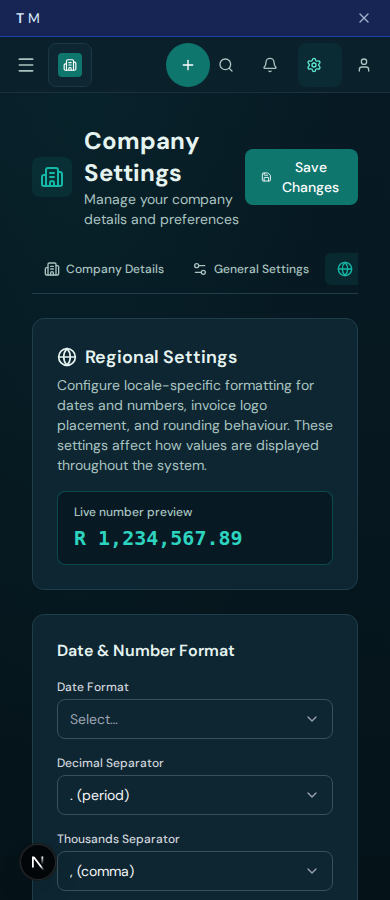 TM
Company
Settings
Manage your company
details and preferences
Save
Changes
Company Details
General Settings
Regional Settings
Configure locale-specific formatting for
dates and numbers, invoice logo
placement, and rounding behaviour. These
settings affect how values are displayed
throughout the system.
Live number preview
R 1,234,567.89
Date & Number Format
Date Format
Select...
Decimal Separator
. (period)
Thousands Separator
N
, (comma)